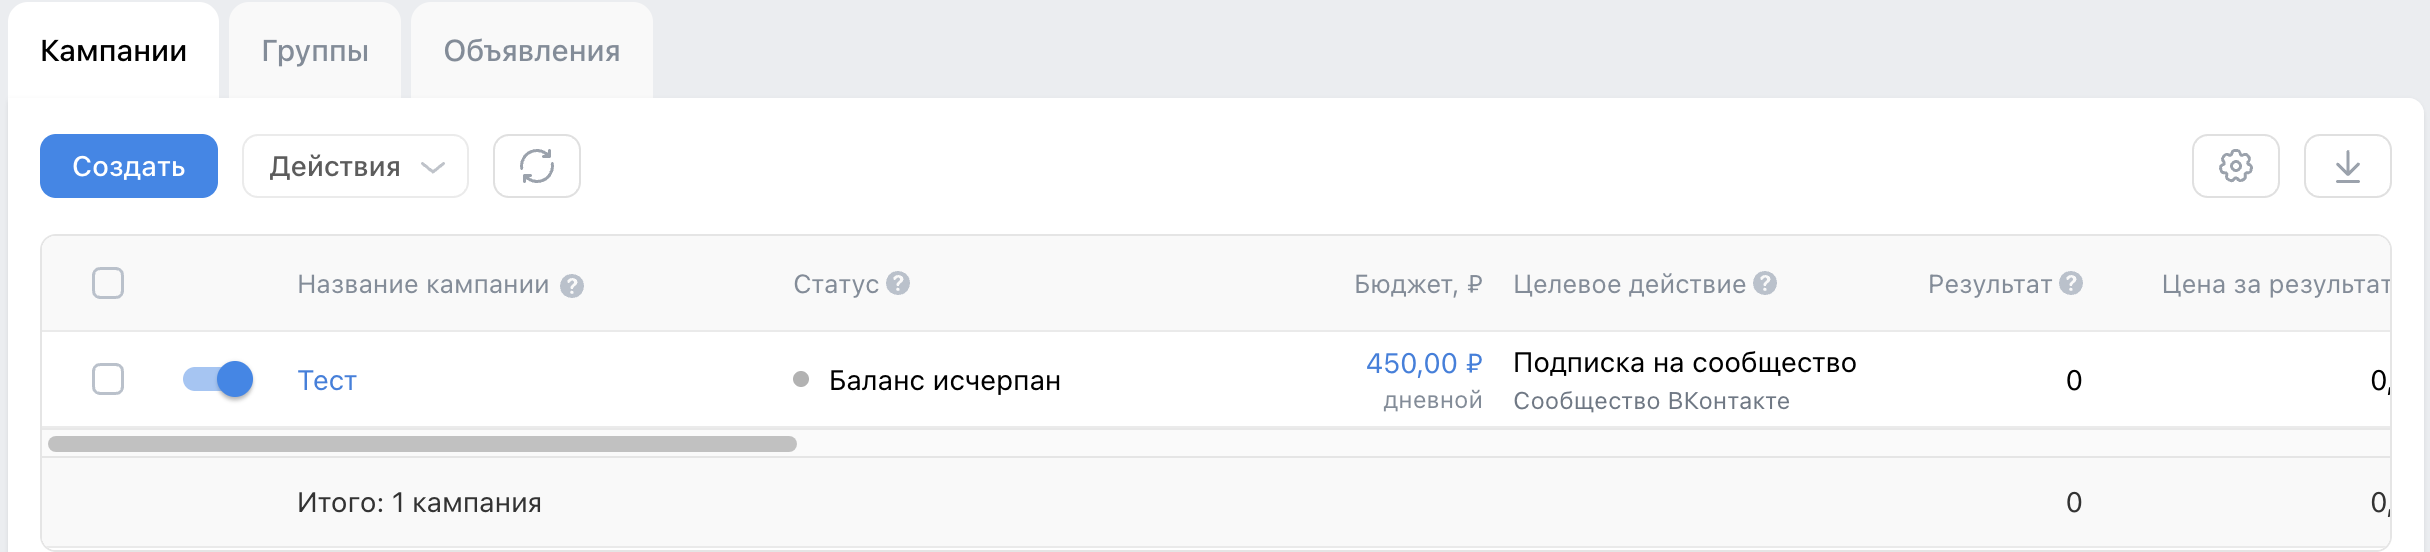 Кампании Группы Объявления
Создать Действия
Название кампании ? Статус ? Бюджет, ₽ Целевое действие ? Результат ? Цена за результат
Тест Баланс исчерпан 450,00 ₽ дневной Подписка на сообщество Сообщество ВКонтакте 0 0,
Итого: 1 кампания 0 0,